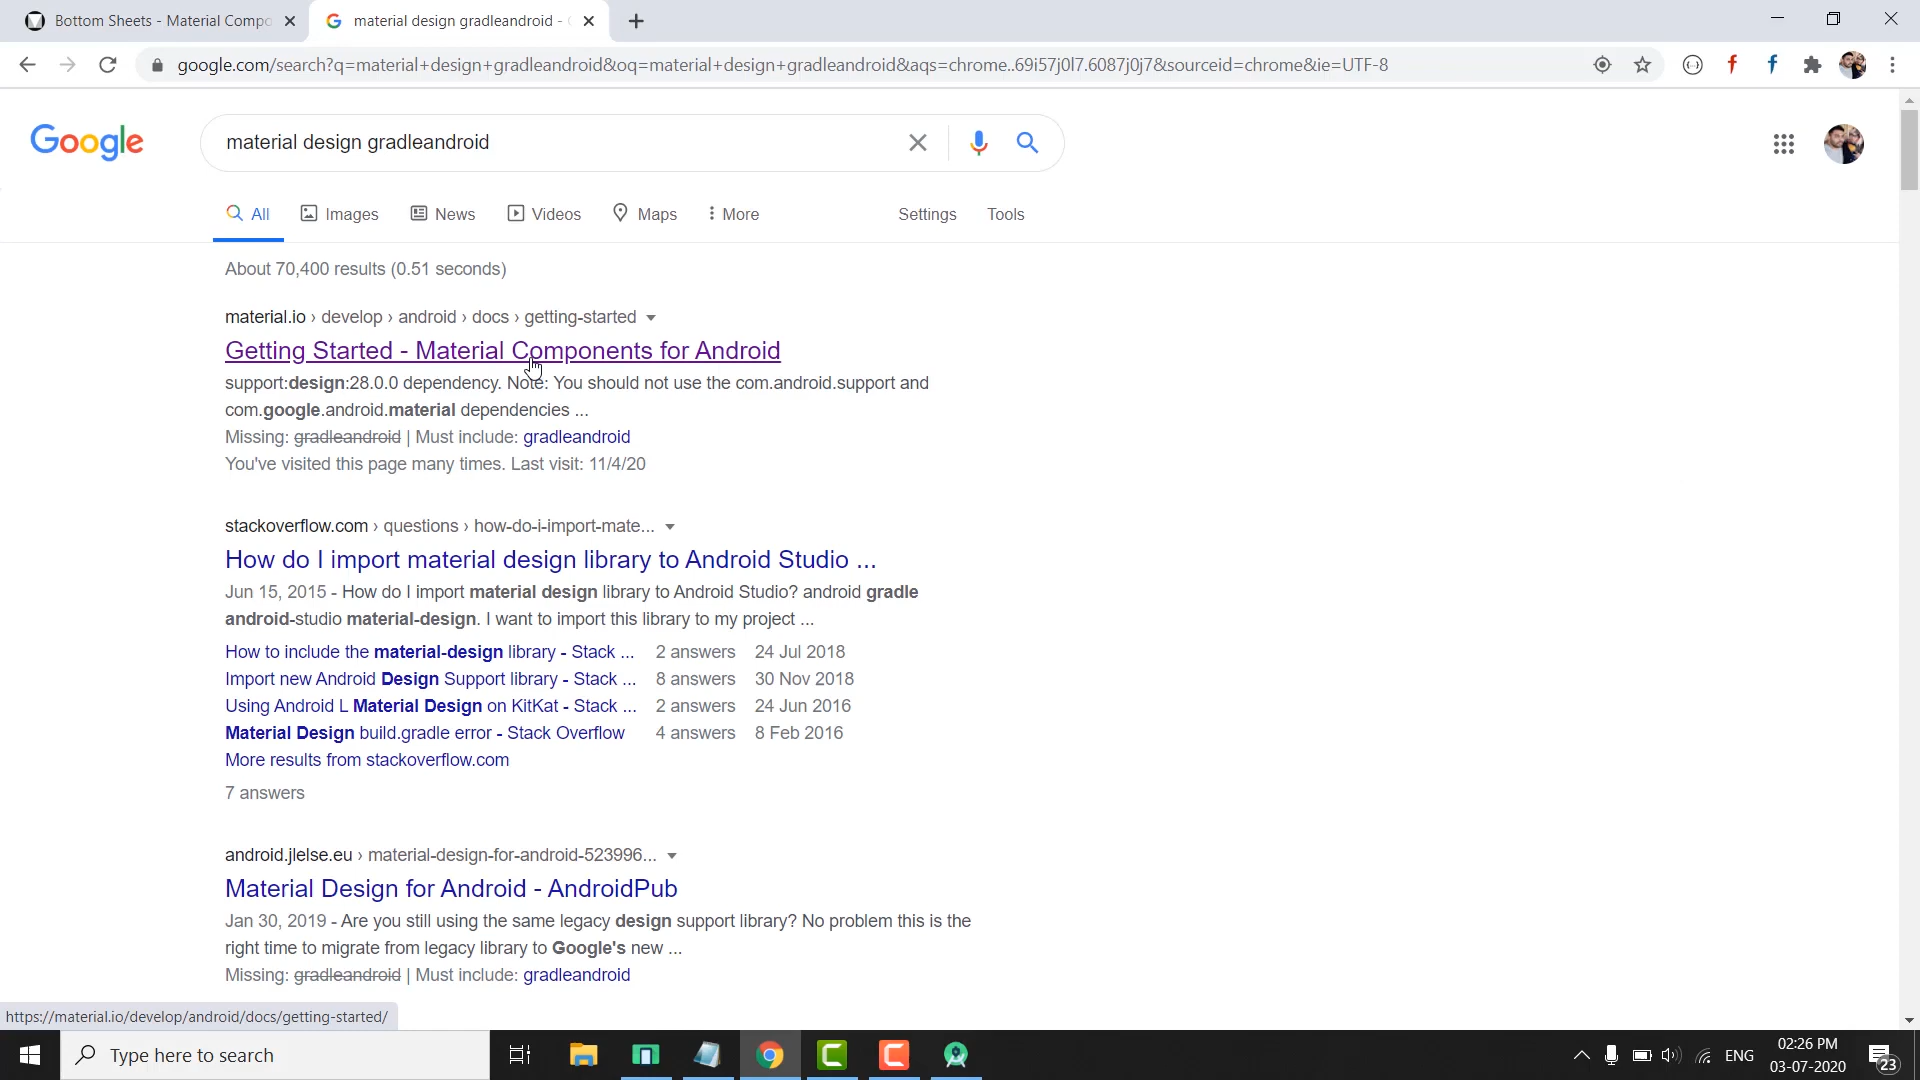 Bottom Sheets - Material Compo
material design gradleandroid -
google.com/search?q=material+design+gradleandroid&oq=material+design+gradleandroid&aqs=chrome..69i57j0l7.6087j0j7&sourceid=chrome&ie=UTF-8
Google
material design gradleandroid
All Images News Videos Maps More Settings Tools
About 70,400 results (0.51 seconds)
material.io › develop › android › docs › getting-started
Getting Started - Material Components for Android
support:design:28.0.0 dependency. Note: You should not use the com.android.support and
com.google.android.material dependencies ...
Missing: gradleandroid | Must include: gradleandroid
You've visited this page many times. Last visit: 11/4/20
stackoverflow.com › questions › how-do-i-import-mate...
How do I import material design library to Android Studio ...
Jun 15, 2015 - How do I import material design library to Android Studio? android gradle
android-studio material-design. I want to import this library to my project ...
How to include the material-design library - Stack ... 2 answers 24 Jul 2018
Import new Android Design Support library - Stack ... 8 answers 30 Nov 2018
Using Android L Material Design on KitKat - Stack ... 2 answers 24 Jun 2016
Material Design build.gradle error - Stack Overflow 4 answers 8 Feb 2016
More results from stackoverflow.com
7 answers
android.jlelse.eu › material-design-for-android-523996...
Material Design for Android - AndroidPub
Jan 30, 2019 - Are you still using the same legacy design support library? No problem this is the
right time to migrate from legacy library to Google's new ...
Missing: gradleandroid | Must include: gradleandroid
https://material.io/develop/android/docs/getting-started/
Type here to search
ENG
02:26 PM
03-07-2020
23